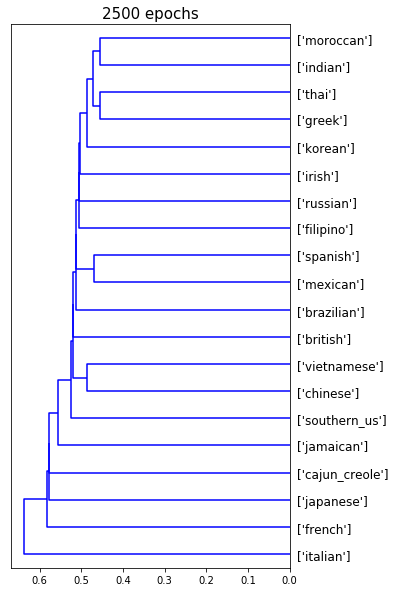 2500 epochs
['moroccan']
['indian']
['thai']
['greek']
['korean']
['irish']
['russian']
['filipino']
['spanish']
['mexican']
['brazilian']
['british']
['vietnamese']
['chinese']
['southern_us']
['jamaican']
['cajun_creole']
['japanese']
['french']
['italian']
0.6 0.5 0.4 0.3 0.2 0.1 0.0